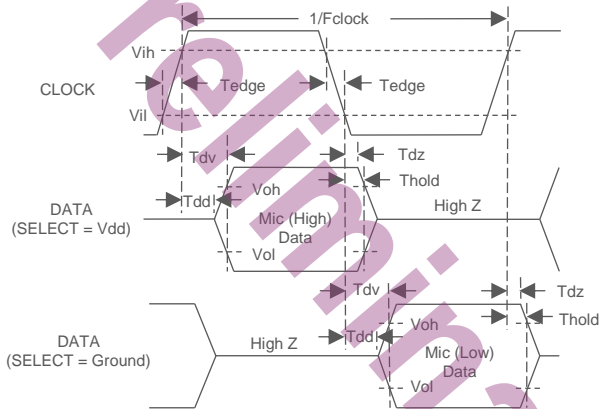 1/Fclock
Vih
CLOCK
Tedge
Tedge
Vil
Tdv
Tdz
Voh
Thold
Tdd
DATA
(SELECT = Vdd)
Mic (High)
Data
High Z
Vol
Tdv
Tdz
Voh
Thold
Tdd
DATA
(SELECT = Ground)
High Z
Mic (Low)
Data
Vol